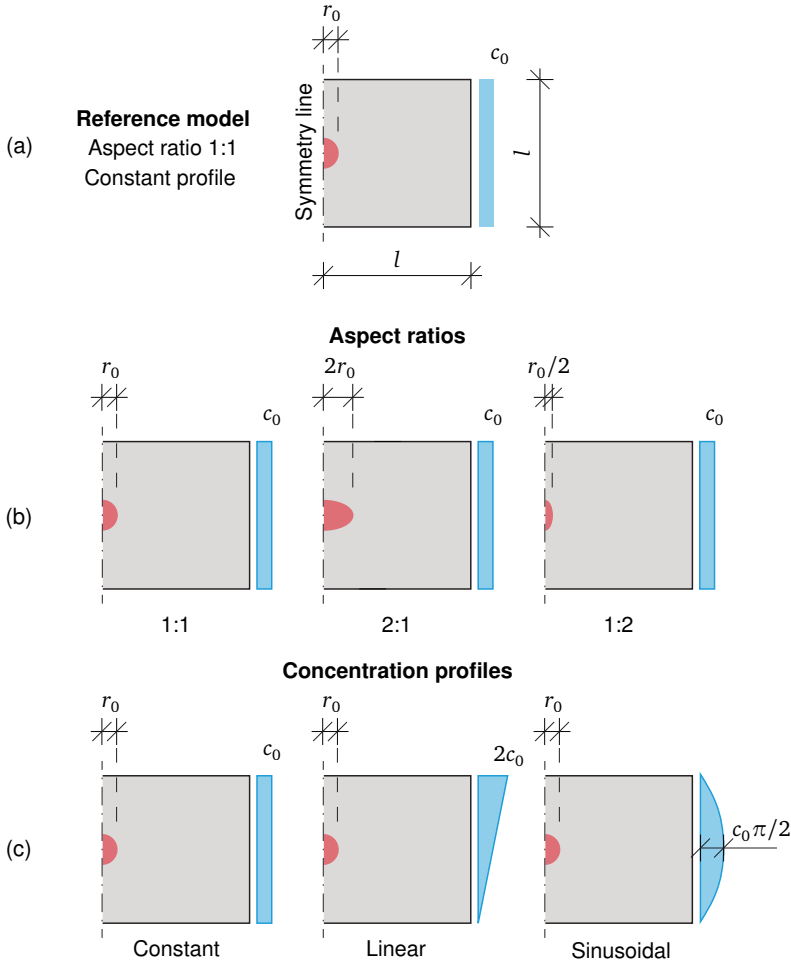 r₀
c₀
(a)
Reference model
Aspect ratio 1:1
Constant profile
Symmetry line
l
l
Aspect ratios
r₀
2r₀
r₀/2
c₀
c₀
c₀
(b)
1:1
2:1
1:2
Concentration profiles
r₀
r₀
r₀
c₀
2c₀
(c)
c₀π/2
Constant
Linear
Sinusoidal